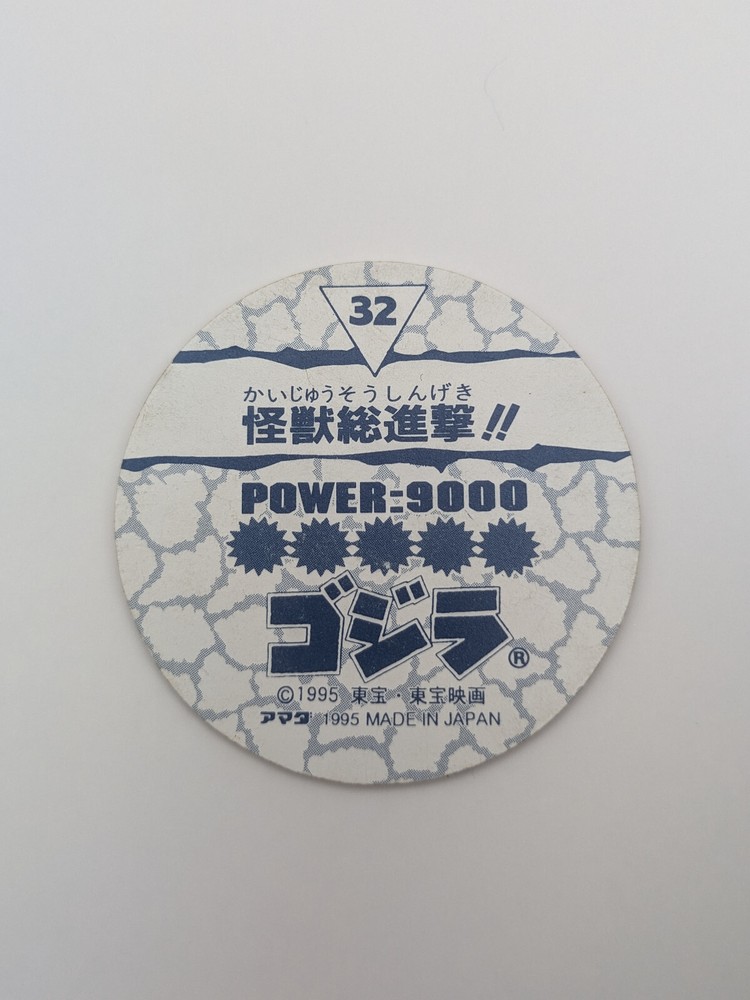 32
かいじゅうそうしんげき
怪獣総進撃!!
POWER:9000
ゴジラ®
©1995 東宝・東宝映画
アマダ 1995 MADE IN JAPAN